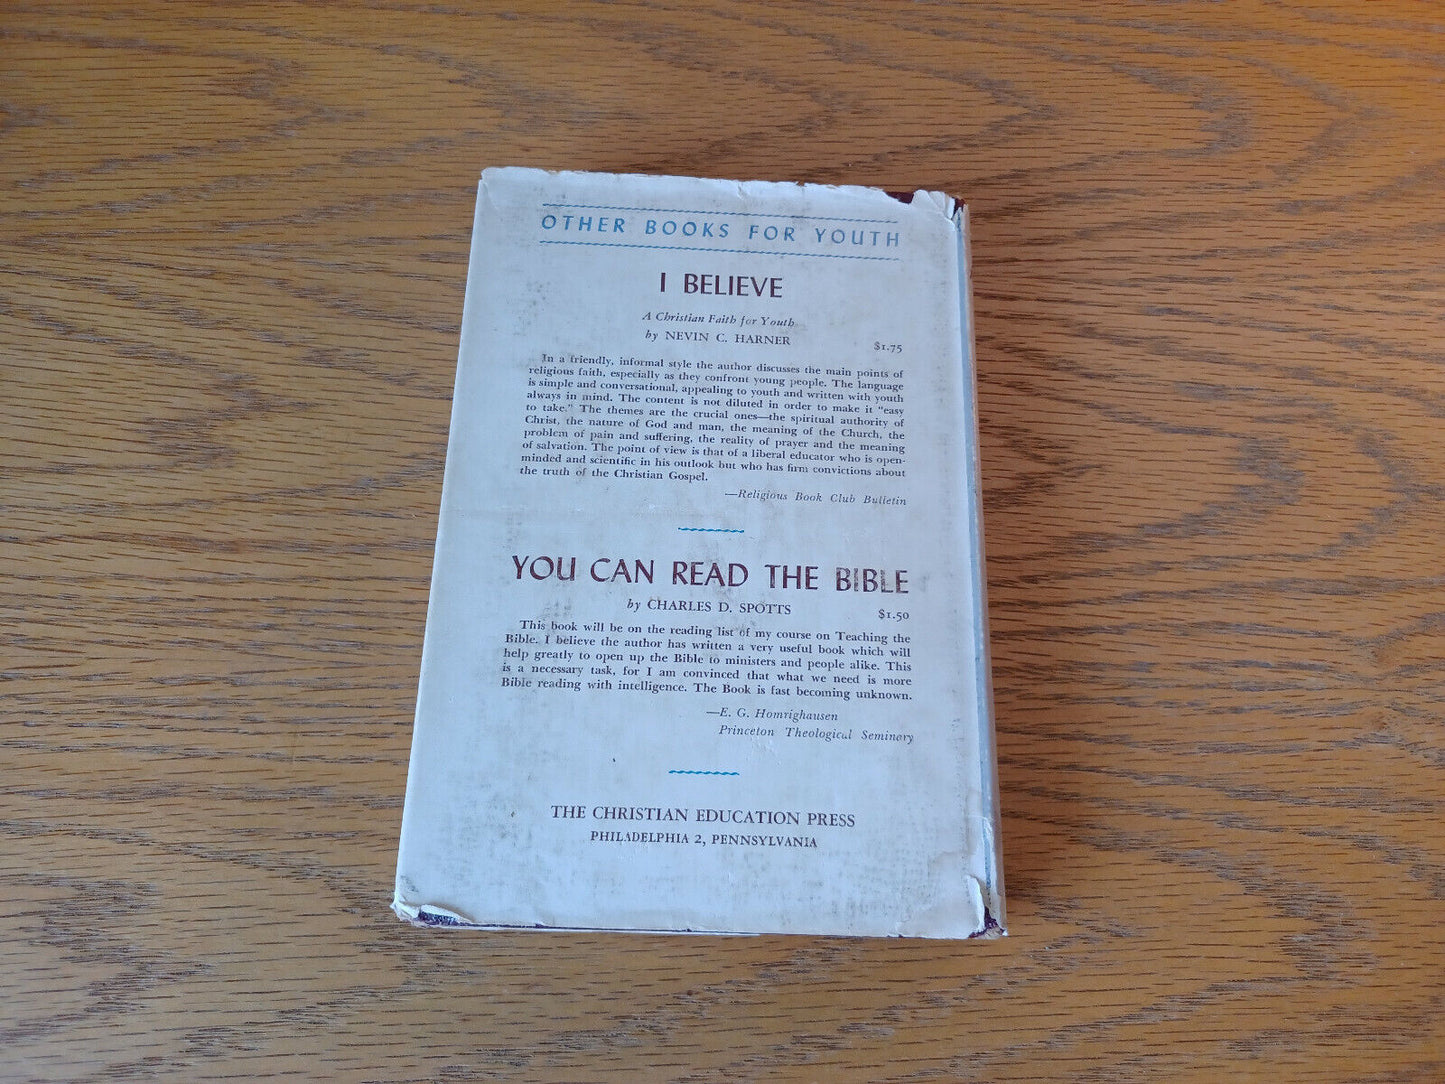 OTHER BOOKS FOR YOUTH
I BELIEVE
A Christian Faith for Youth
by NEVIN C. HARNER
$1.75
In a friendly, informal style the author discusses the main points of
religious faith, especially as they confront young people. The language
is simple and conversational, appealing to youth and written with youth
always in mind. The content is not diluted in order to make it "easy
to take." The themes are the crucial ones—the spiritual authority of
Christ, the nature of God and man, the meaning of the Church, the
problem of pain and suffering, the reality of prayer and the meaning
of salvation. The point of view is that of a liberal educator who is open-
minded and scientific in his outlook but who has firm convictions about
the truth of the Christian Gospel.
—Religious Book Club Bulletin
YOU CAN READ THE BIBLE
by CHARLES D. SPOTTS
$1.50
This book will be on the reading list of my course on Teaching the
Bible. I believe the author has written a very useful book which will
help greatly to open up the Bible to ministers and people alike. This
is a necessary task, for I am convinced that what we need is more
Bible reading with intelligence. The Book is fast becoming unknown.
—E. G. Homrighausen
Princeton Theological Seminary
THE CHRISTIAN EDUCATION PRESS
PHILADELPHIA 2, PENNSYLVANIA